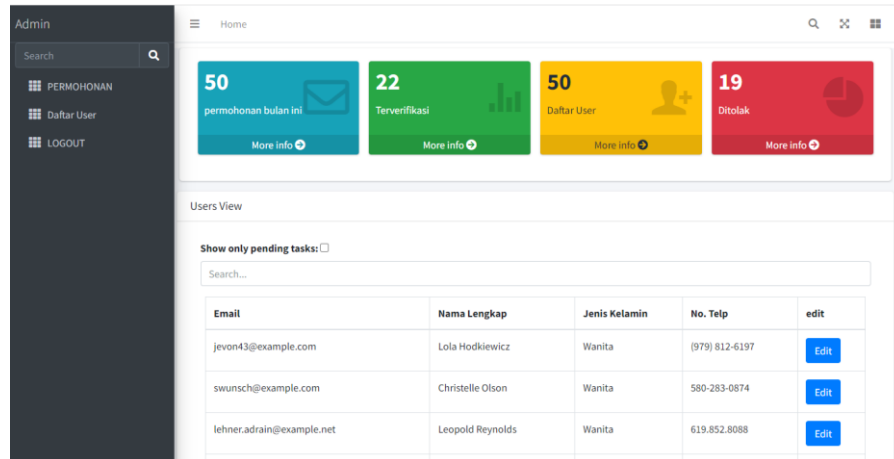 Admin
Home
Search
PERMOHONAN
Daftar User
LOGOUT
50
permohonan bulan ini
More info
22
Terverifikasi
More info
50
Daftar User
More info
19
Ditolak
More info
Users View
Show only pending tasks:
Search...
Email Nama Lengkap Jenis Kelamin No. Telp edit
jevon43@example.com Lola Hodkiewicz Wanita (979) 812-6197 Edit
swunsch@example.com Christelle Olson Wanita 580-283-0874 Edit
lehner.adrain@example.net Leopold Reynolds Wanita 619.852.8088 Edit